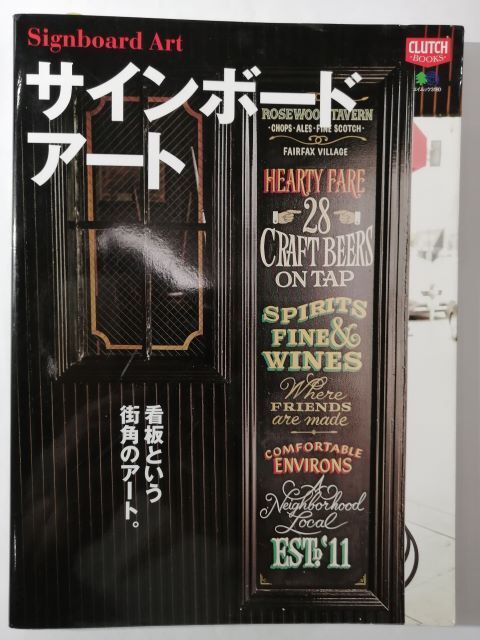 Signboard Art
CLUTCH
BOOKS
サインボード
アート
ROSEWOOD TAVERN
·CHOPS·ALES·FINE SCOTCH·
FAIRFAX VILLAGE
HEARTY FARE
28
CRAFT BEERS
ON TAP
SPIRITS
FINE &
WINES
Where
FRIENDS
are made
COMFORTABLE
ENVIRONS
A
Neighborhood
Local
ESTD. '11
看板という
街角のアート。